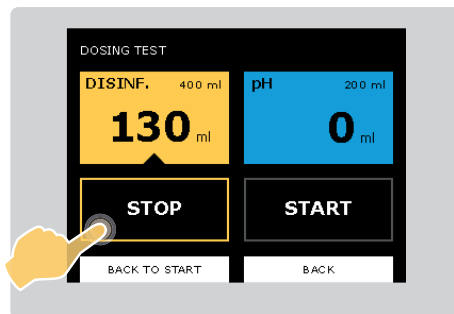 DOSING TEST
DISINF. 400 ml
130 ml
pH 200 ml
0 ml
STOP
START
BACK TO START
BACK